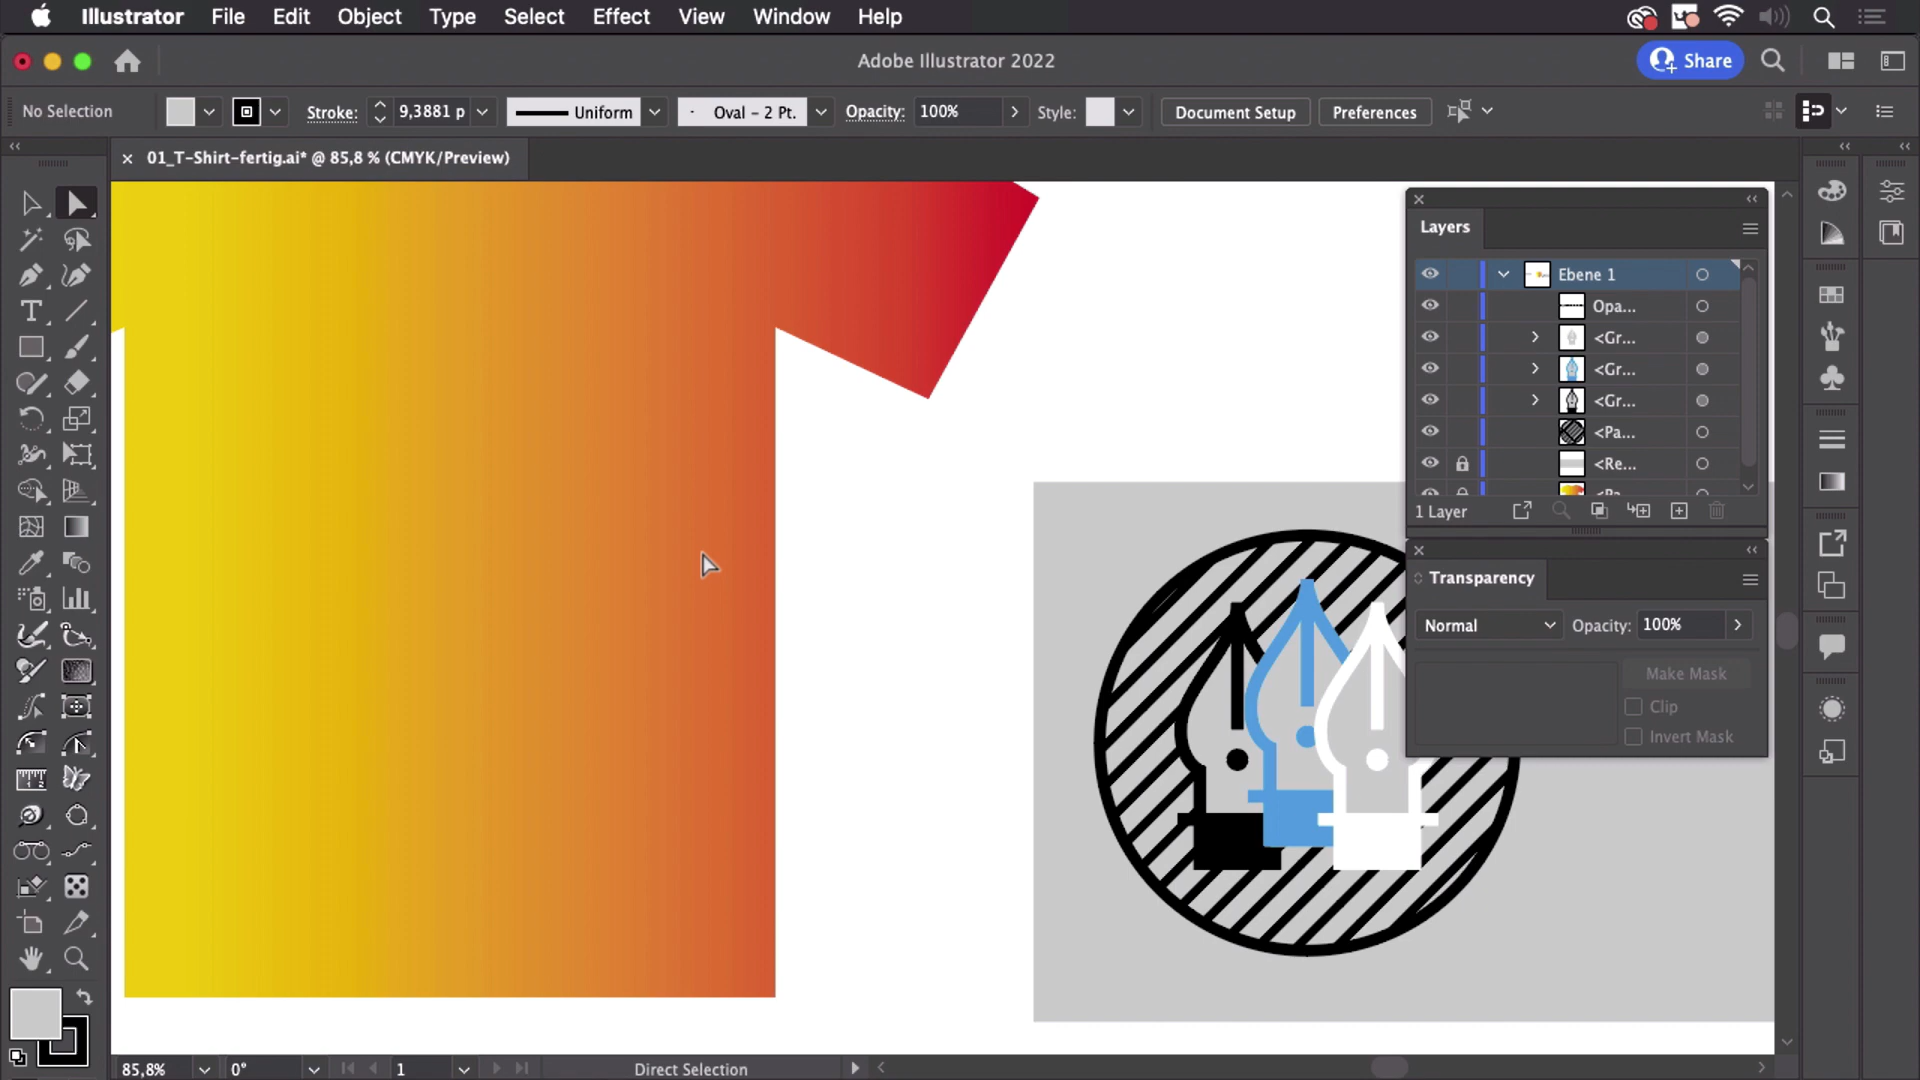 Illustrator File Edit Object Type Select Effect View Window Help
Adobe Illustrator 2022
Share
No Selection
Stroke: 9,3881 p
Uniform
Oval - 2 Pt.
Opacity: 100%
Style:
Document Setup
Preferences
× 01_T-Shirt-fertig.ai* @ 85,8 % (CMYK/Preview)
Layers
Ebene 1
Opa...
<Gr...
<Gr...
<Gr...
<Pa...
<Re...
<Pa...
1 Layer
Transparency
Normal
Opacity: 100%
Make Mask
Clip
Invert Mask
85,8%
0°
1
Direct Selection